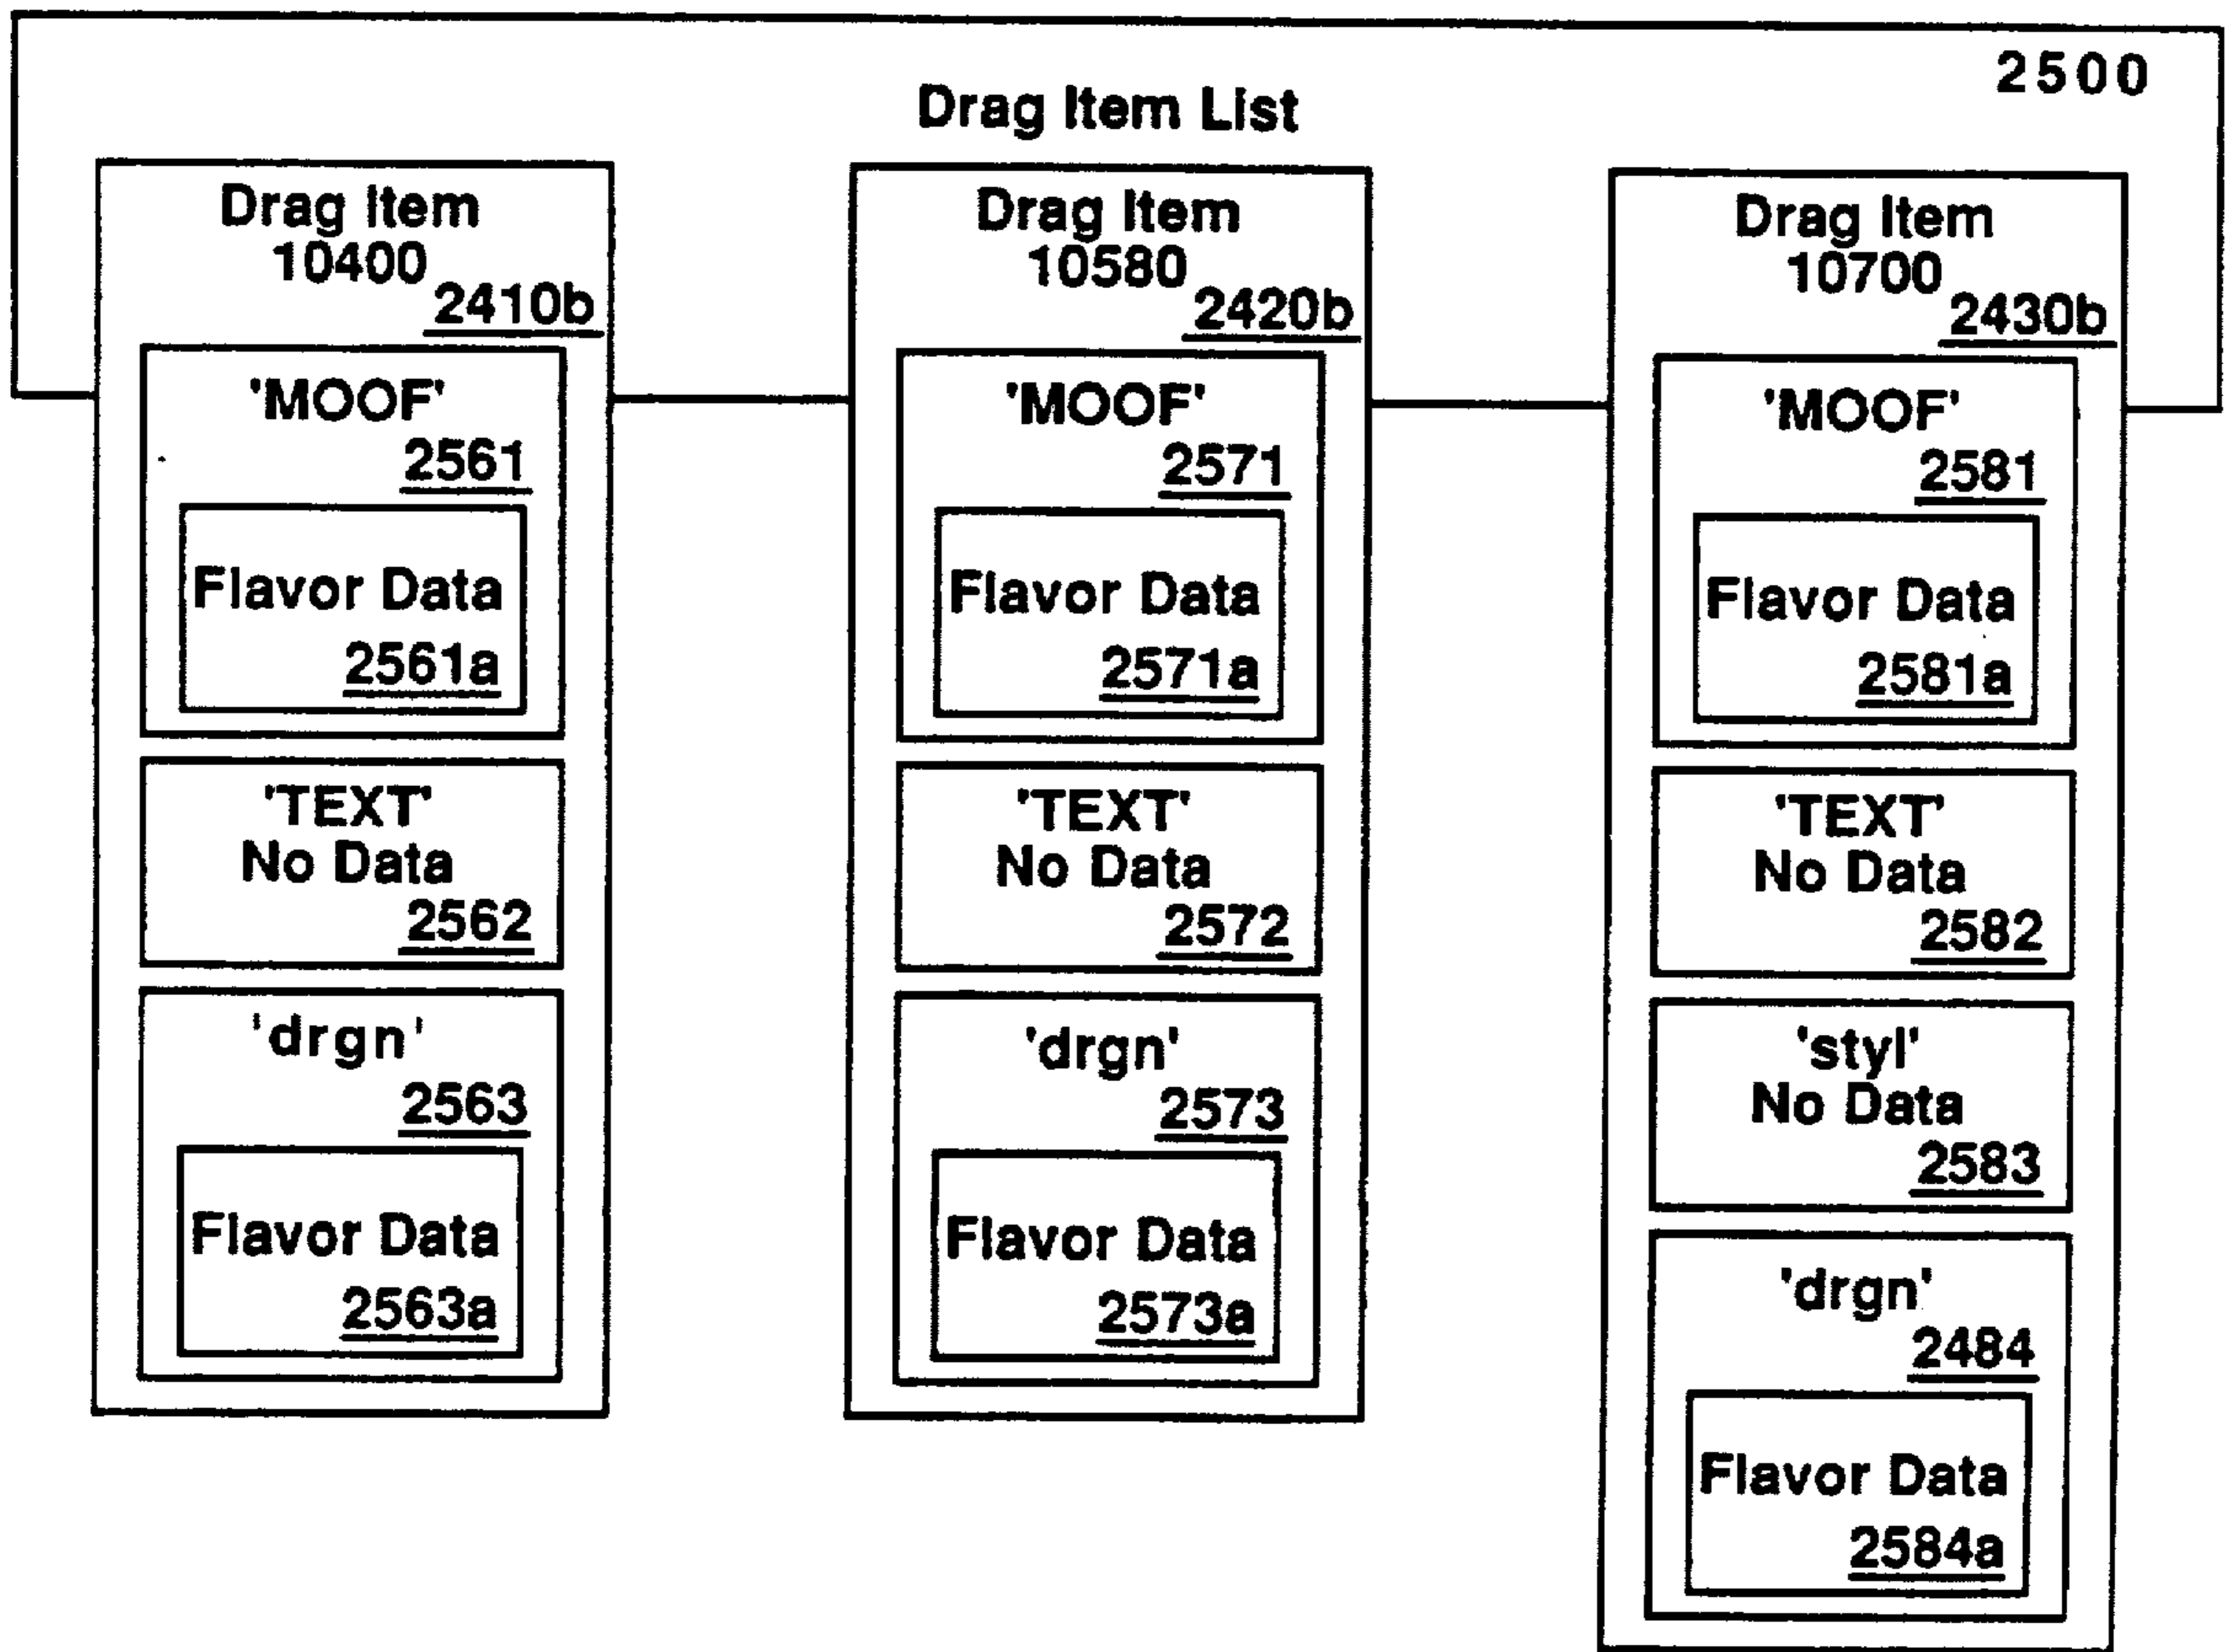 2500
Drag Item List
Drag Item
10400
2410b
'MOOF'
2561
Flavor Data
2561a
'TEXT'
No Data
2562
'drgn'
2563
Flavor Data
2563a
Drag Item
10580
2420b
'MOOF'
2571
Flavor Data
2571a
'TEXT'
No Data
2572
'drgn'
2573
Flavor Data
2573a
Drag Item
10700
2430b
'MOOF'
2581
Flavor Data
2581a
'TEXT'
No Data
2582
'styl'
No Data
2583
'drgn'
2484
Flavor Data
2584a